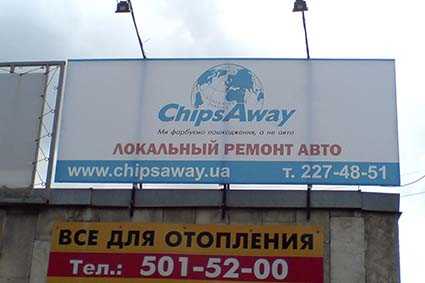 ChipsAway
Ми фарбуємо пошкодження, а не авто
ЛОКАЛЬНЫЙ РЕМОНТ АВТО
www.chipsaway.ua т. 227-48-51
ВСЕ ДЛЯ ОТОПЛЕНИЯ
Тел.: 501-52-00